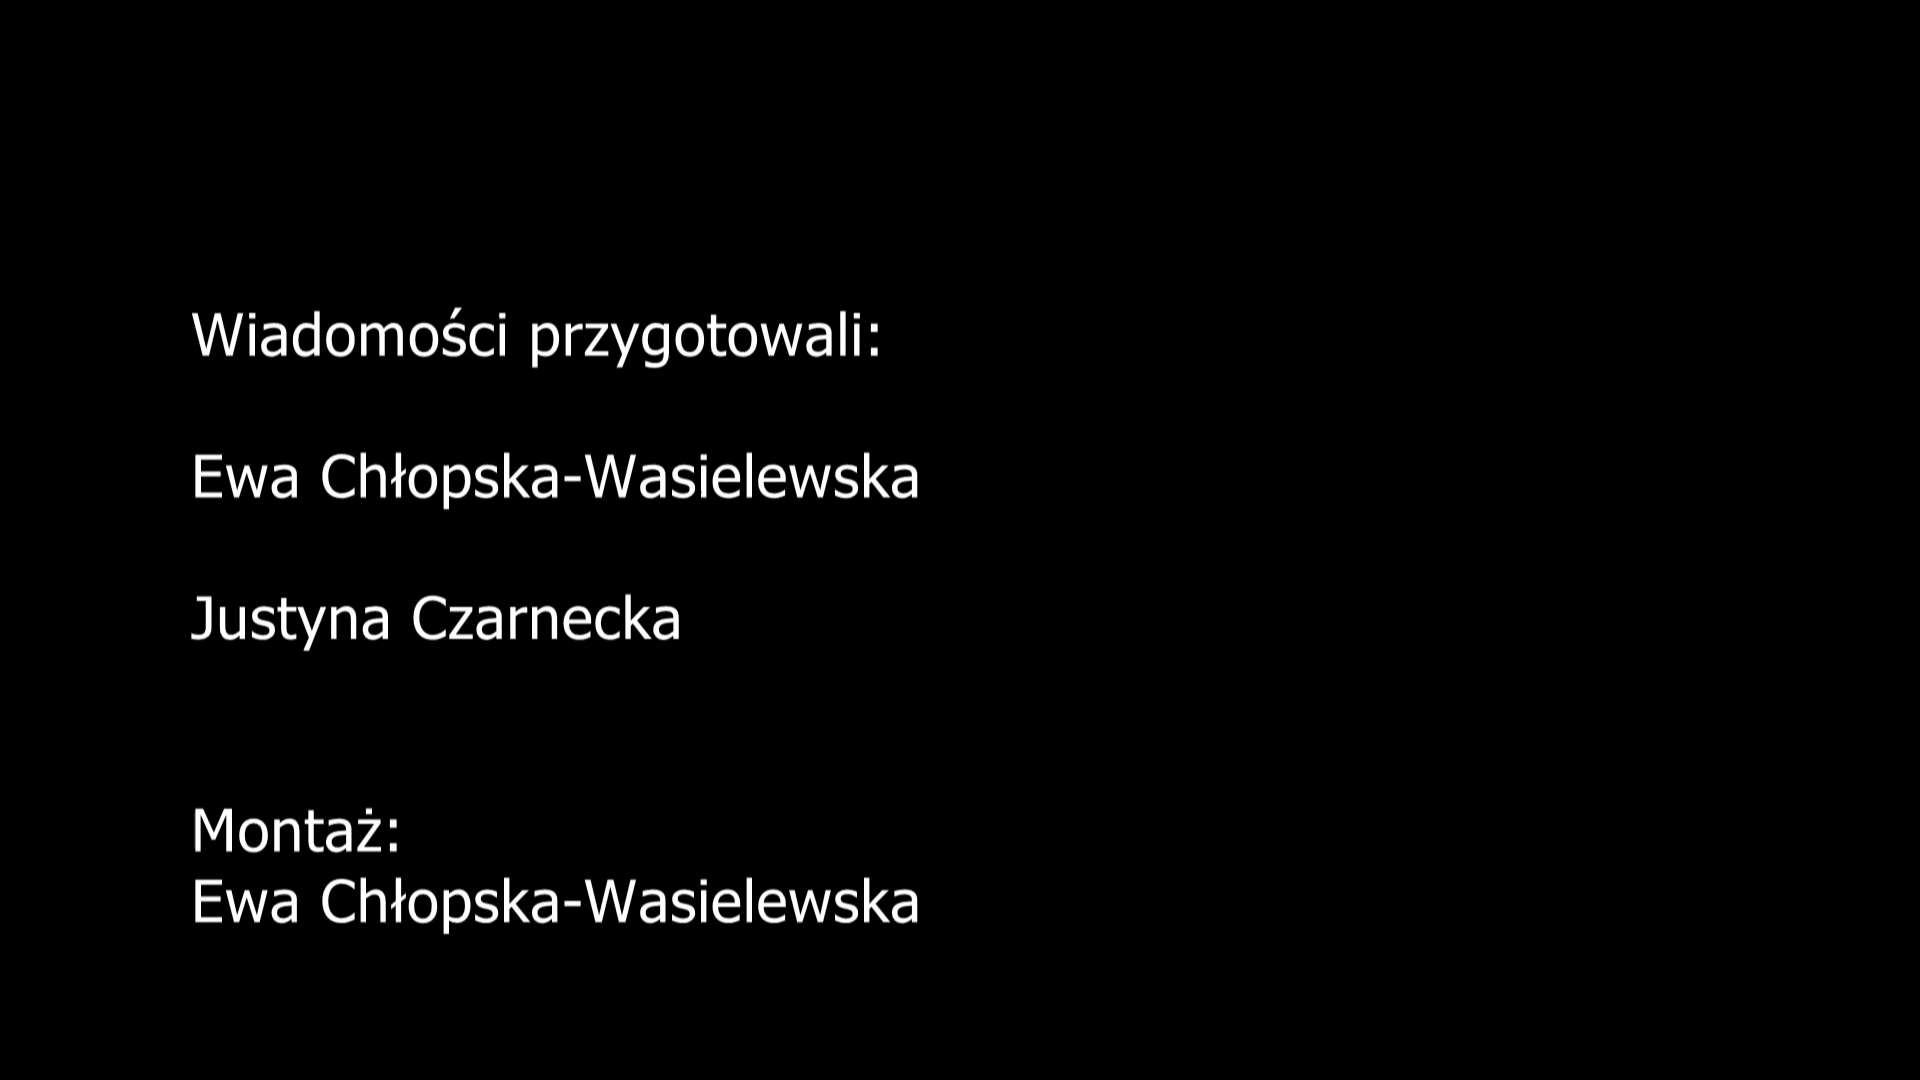 Wiadomości przygotowali:
Ewa Chłopska-Wasielewska
Justyna Czarnecka
Montaż:
Ewa Chłopska-Wasielewska